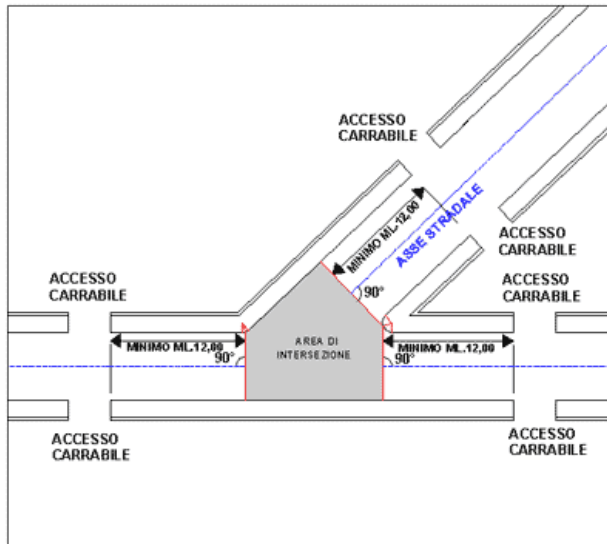 ACCESSO
CARRABILE
MINIMO ML.12,00
ASSE STRADALE
90°
ACCESSO
CARRABILE
ACCESSO
CARRABILE
ACCESSO
CARRABILE
MINIMO ML.12,00
90°
AREA DI
INTERSEZIONE
MINIMO ML.12,00
90°
ACCESSO
CARRABILE
ACCESSO
CARRABILE